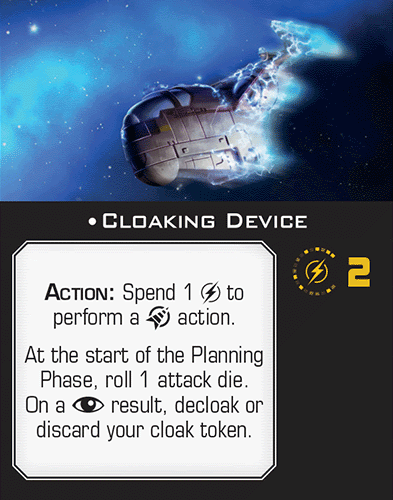 • Cloaking Device
2
Action: Spend 1 to
perform a action.
At the start of the Planning
Phase, roll 1 attack die.
On a result, decloak or
discard your cloak token.